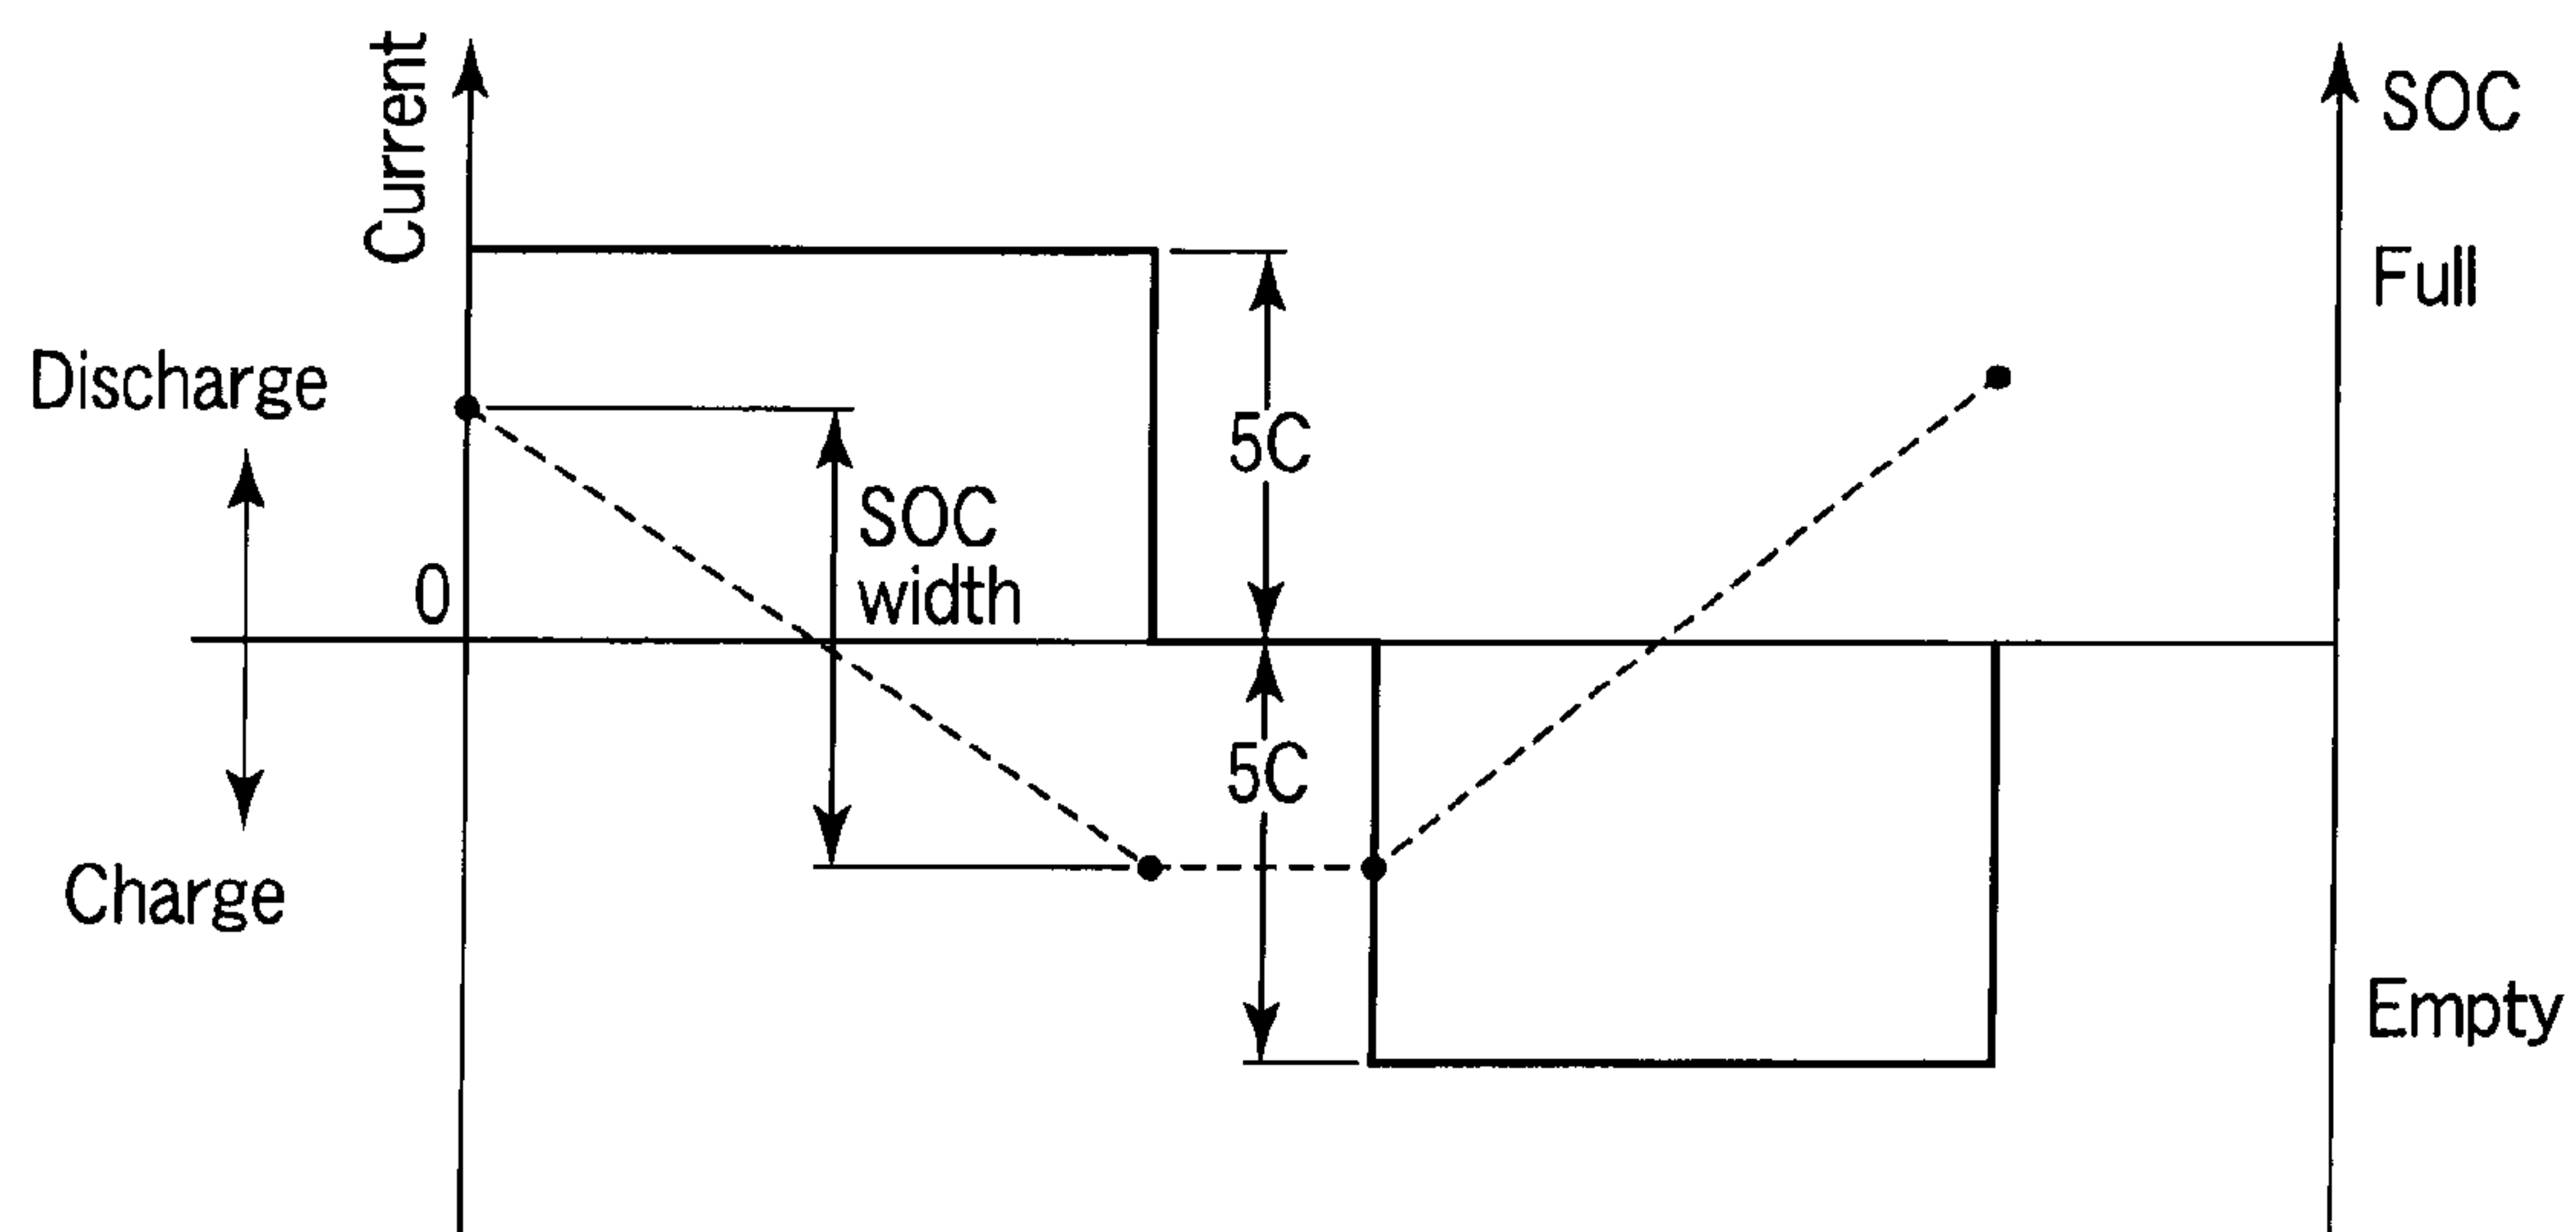 Current
SOC
Full
Discharge
5C
SOC
width
0
5C
Charge
Empty